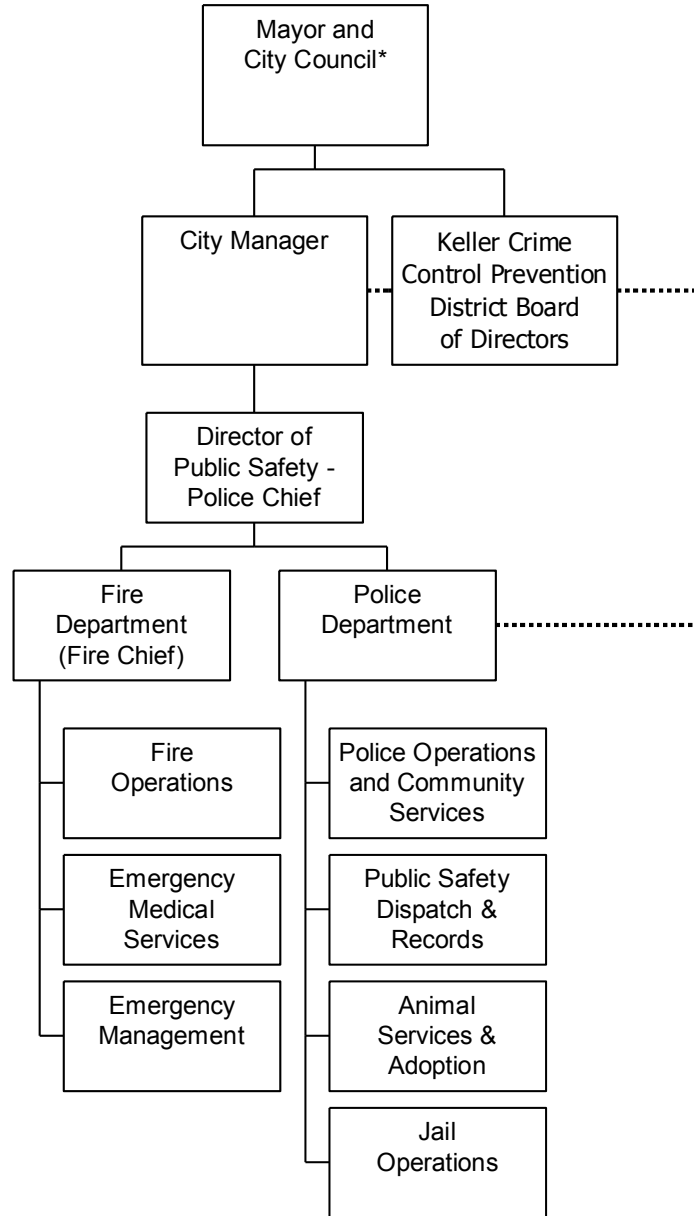 Mayor and
City Council*
City Manager
Keller Crime
Control Prevention
District Board
of Directors
Director of
Public Safety -
Police Chief
Fire
Department
(Fire Chief)
Police
Department
Fire
Operations
Emergency
Medical
Services
Emergency
Management
Police Operations
and Community
Services
Public Safety
Dispatch &
Records
Animal
Services &
Adoption
Jail
Operations